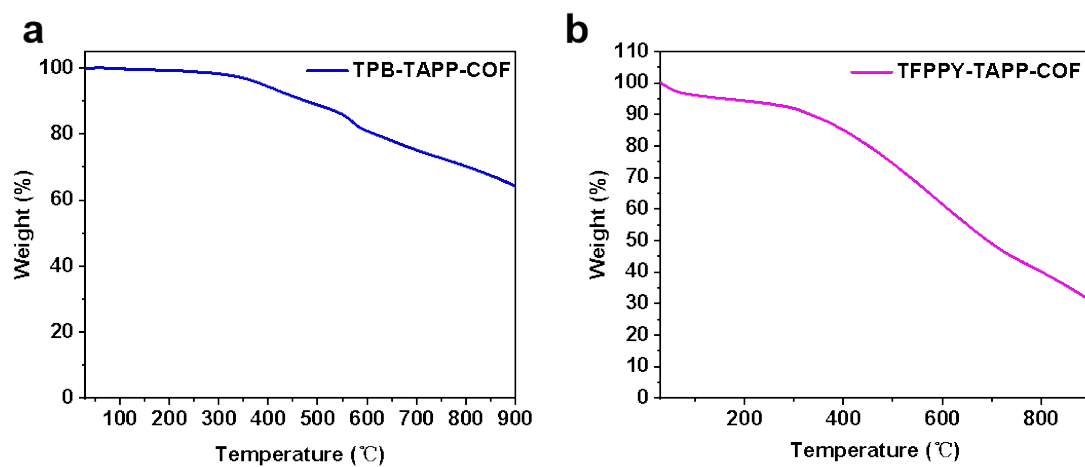 a
TPB-TAPP-COF
100
80
60
40
20
0
Weight (%)
100 200 300 400 500 600 700 800 900
Temperature (℃)
b
TFPPY-TAPP-COF
110
100
90
80
70
60
50
40
30
20
10
0
Weight (%)
200 400 600 800
Temperature (℃)